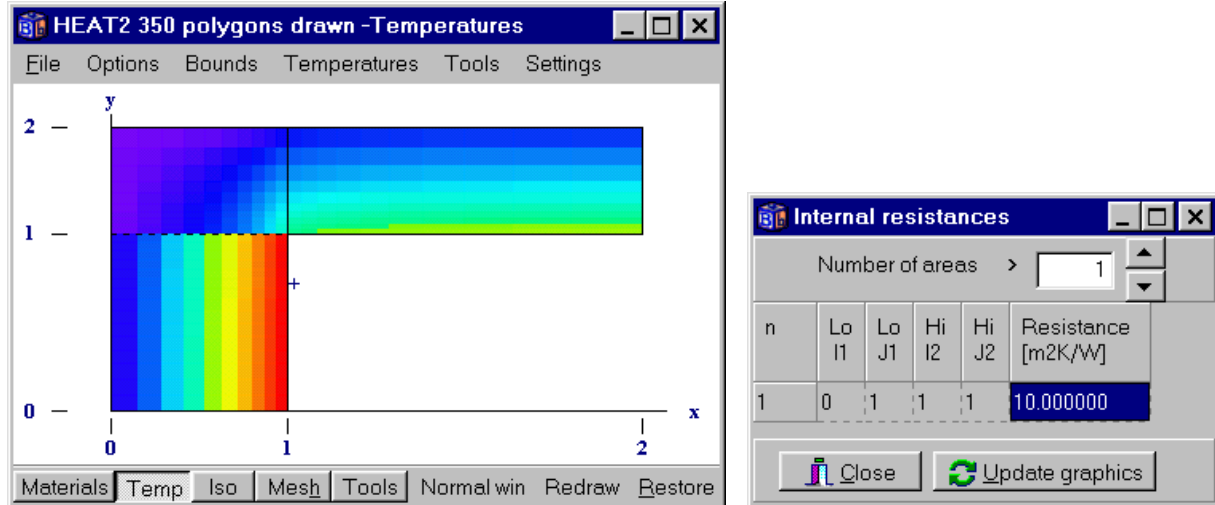 HEAT2 350 polygons drawn -Temperatures
File Options Bounds Temperatures Tools Settings
y
2
1
0
x
0 1 2
Materials Temp Iso Mesh Tools Normal win Redraw Restore
Internal resistances
Number of areas > 1
n Lo I1 Lo J1 Hi I2 Hi J2 Resistance [m2K/W]
1 0 1 1 1 10.000000
Close Update graphics